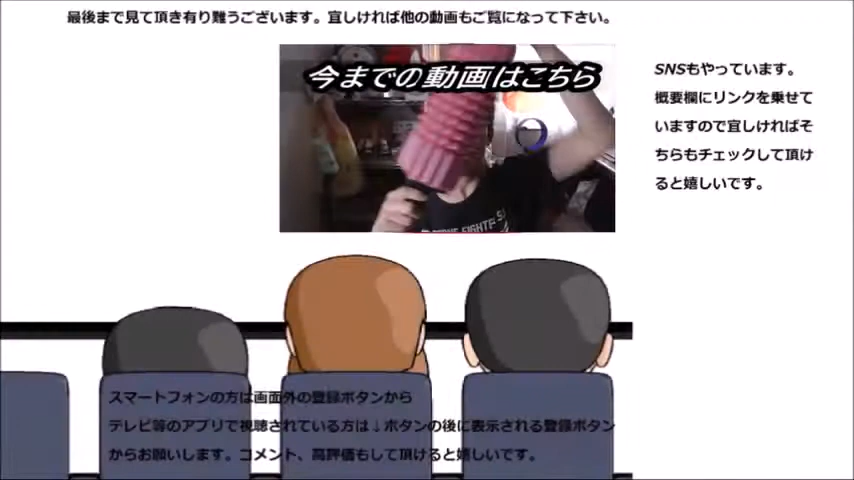 最後まで見て頂き有り難うございます。宜しければ他の動画もご覧になって下さい。
今までの動画はこちら
SNSもやっています。
概要欄にリンクを乗せて
いますので宜しければそ
ちらもチェックして頂け
ると嬉しいです。
スマートフォンの方は画面外の登録ボタンから
テレビ等のアプリで視聴されている方は↓ボタンの後に表示される登録ボタン
からお願いします。コメント、高評価もして頂けると嬉しいです。